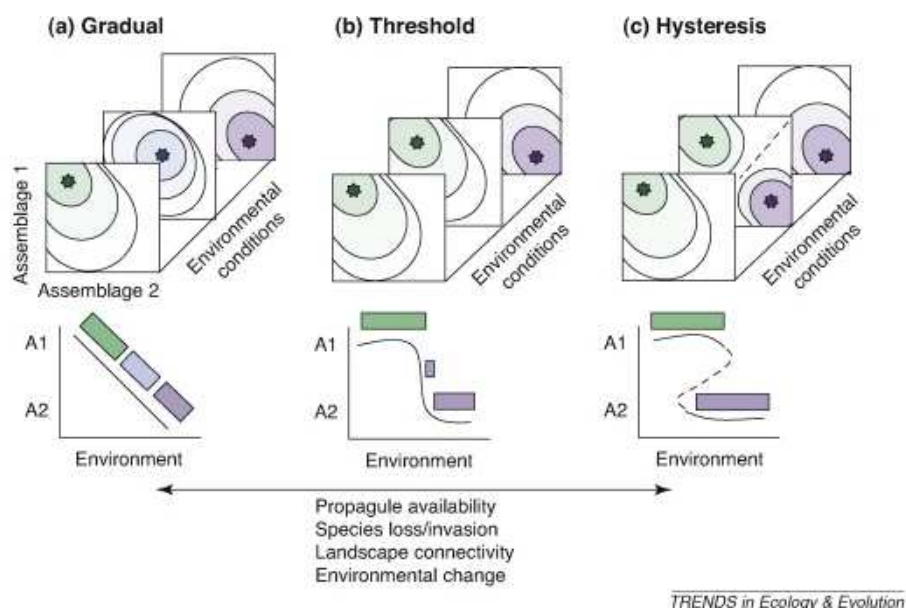 (a) Gradual
(b) Threshold
(c) Hysteresis
Assemblage 1
Assemblage 2
Environmental
conditions
Environmental
conditions
Environmental
conditions
A1
A2
Environment
A1
A2
Environment
A1
A2
Environment
Propagule availability
Species loss/invasion
Landscape connectivity
Environmental change
TRENDS in Ecology & Evolution